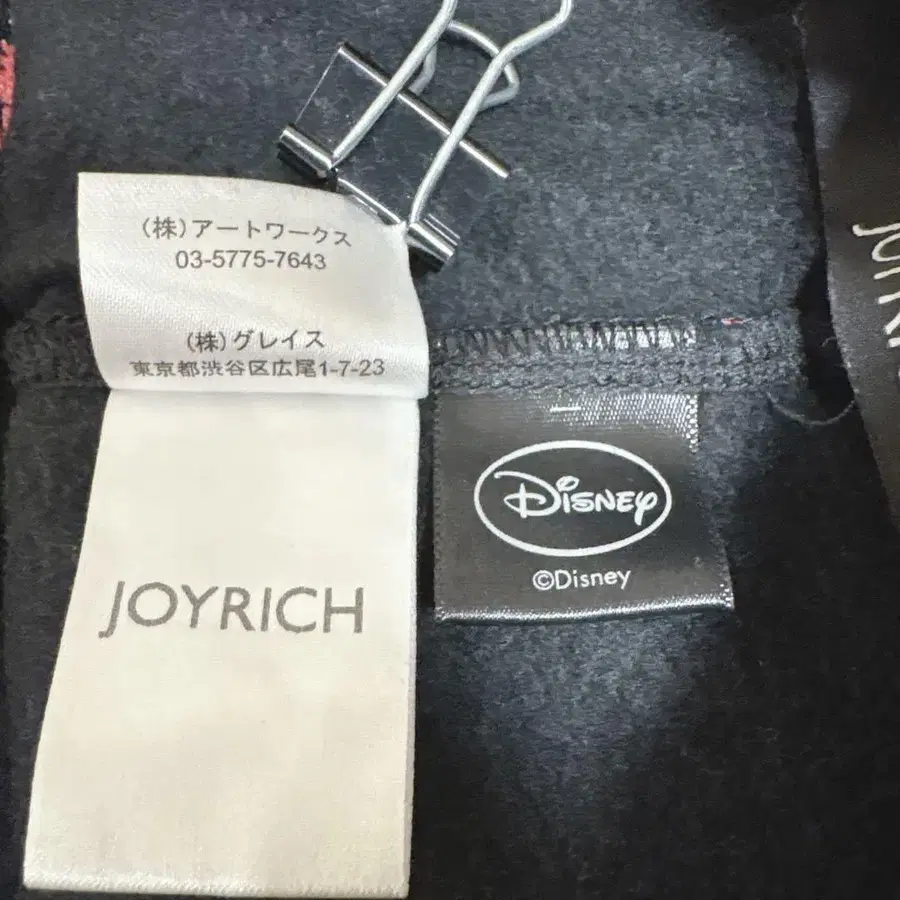 (株)アートワークス
03-5775-7643
(株)グレイス
東京都渋谷区広尾1-7-23
JOYRICH
Disney
©Disney